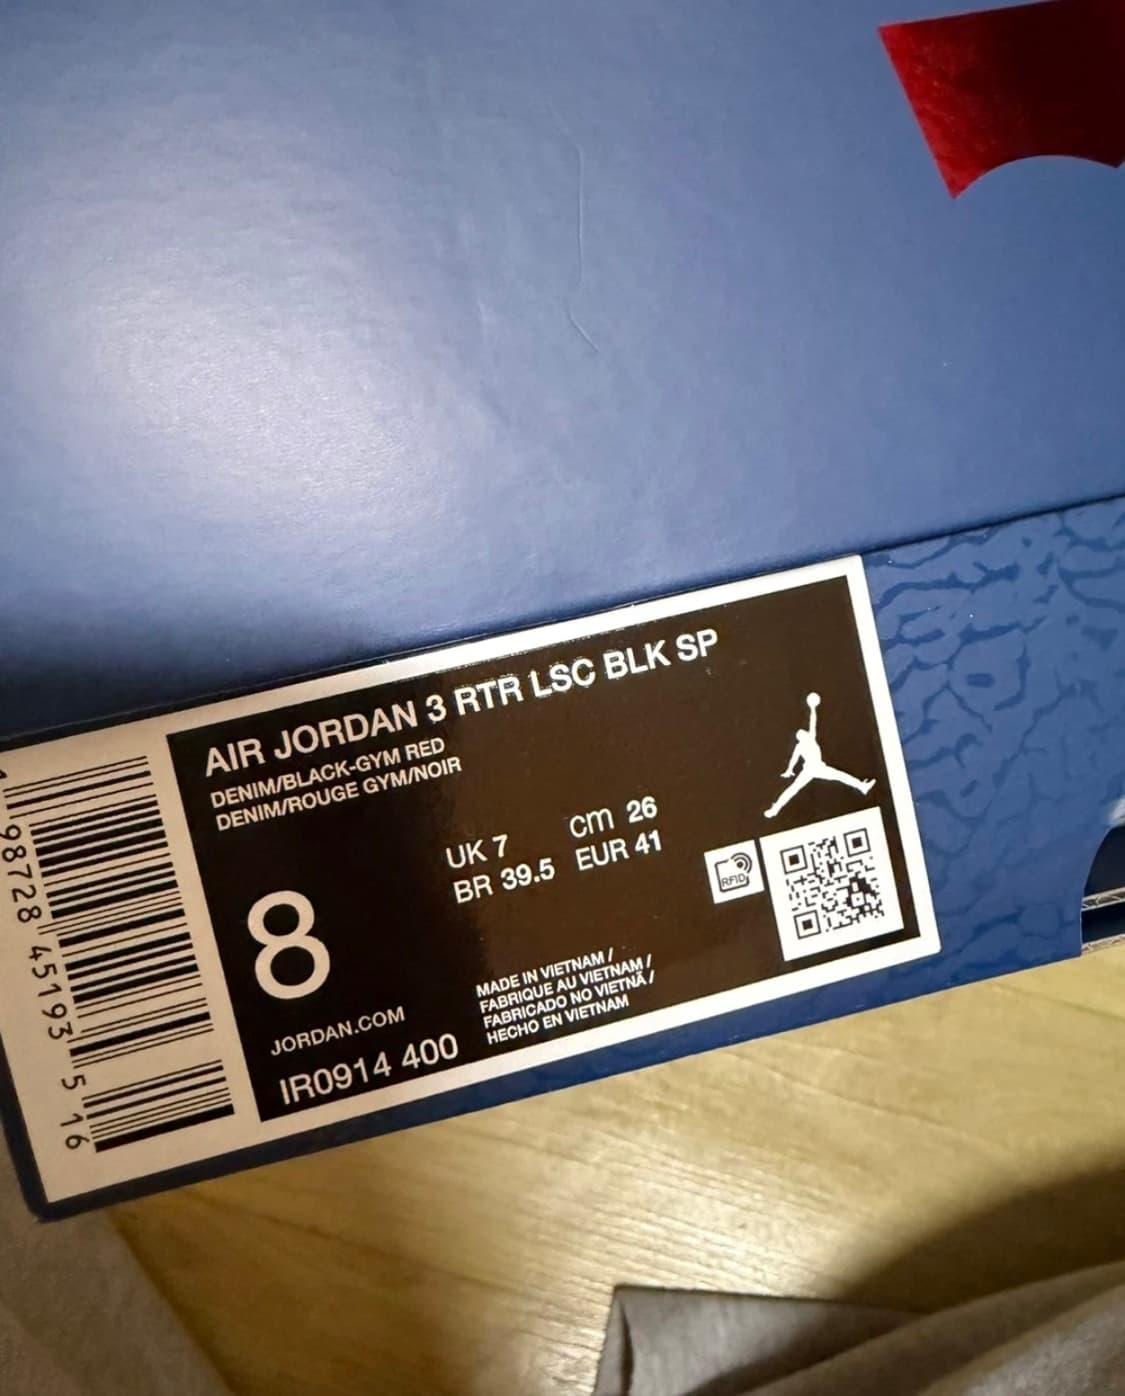 AIR JORDAN 3 RTR LSC BLK SP
DENIM/BLACK-GYM RED
DENIM/ROUGE GYM/NOIR
UK 7 cm 26
BR 39.5 EUR 41
8
RFID
MADE IN VIETNAM /
FABRIQUE AU VIETNAM /
FABRICADO NO VIETNÃ /
HECHO EN VIETNAM
JORDAN.COM
IR0914 400
1 98728 45193 5 16